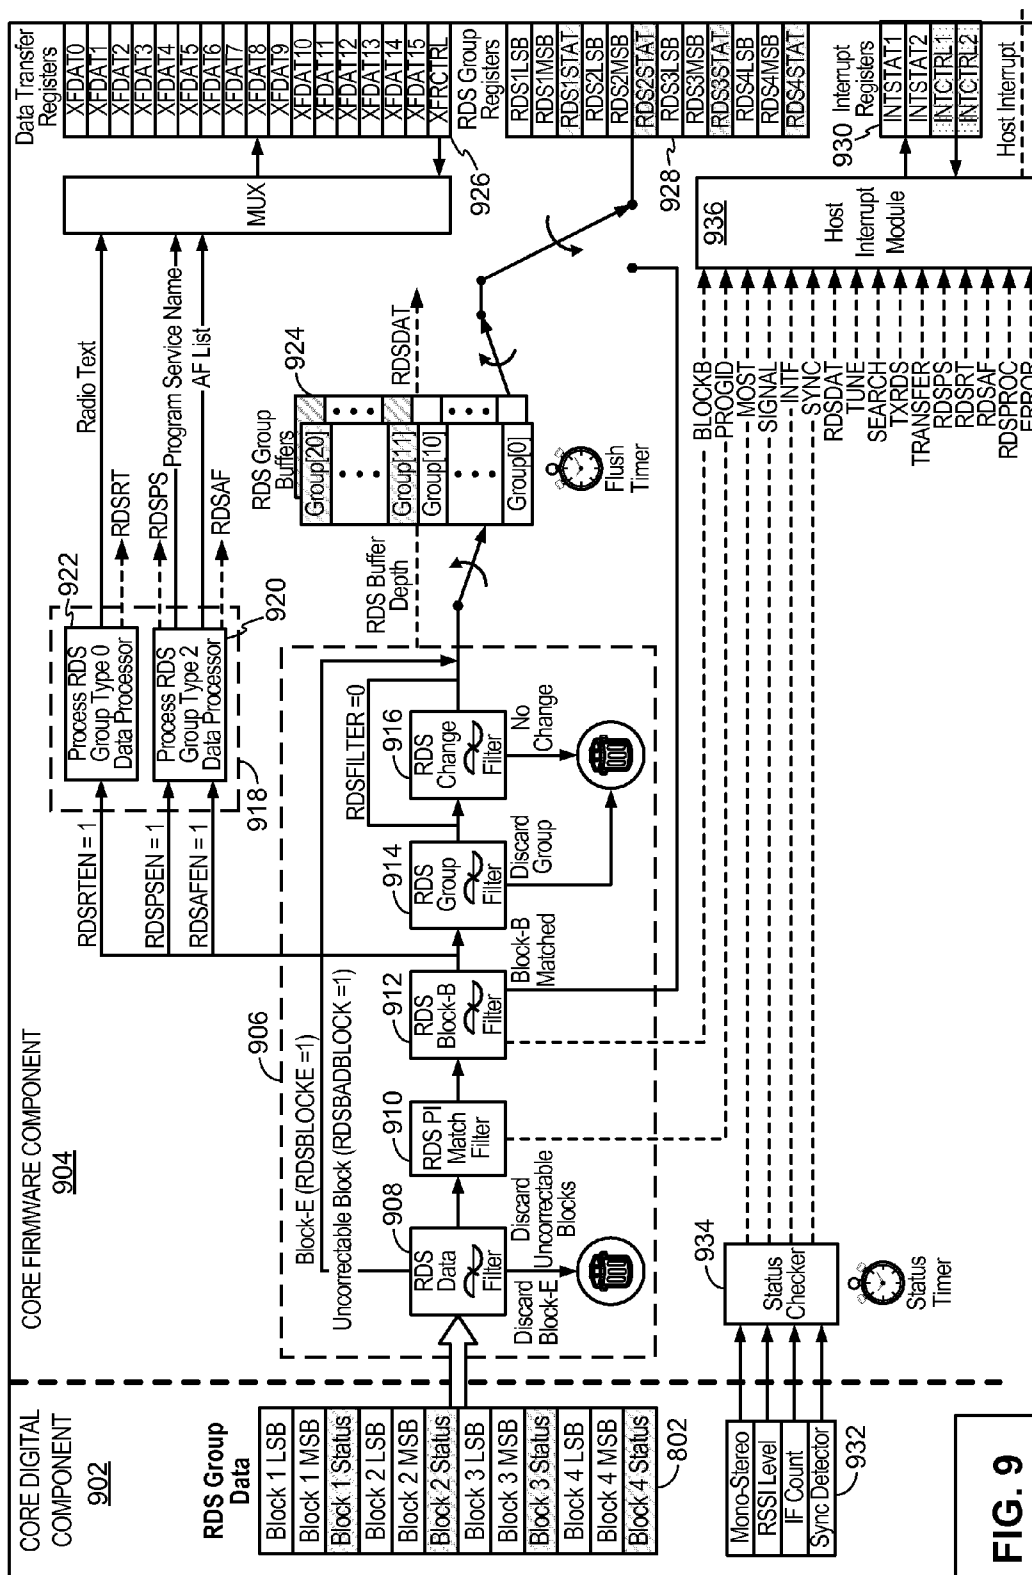 CORE DIGITAL
COMPONENT
902
CORE FIRMWARE COMPONENT
904
RDS Group
Data
Block 1 LSB
Block 1 MSB
Block 1 Status
Block 2 LSB
Block 2 MSB
Block 2 Status
Block 3 LSB
Block 3 MSB
Block 3 Status
Block 4 LSB
Block 4 MSB
Block 4 Status
802
Mono-Stereo
RSSI Level
IF Count
Sync Detector
932
934
Status
Checker
Status
Timer
906
Block-E (RDSBLOCKE =1)
Uncorrectable Block (RDSBADBLOCK =1)
908
RDS
Data
Filter
Discard
Block-E
Discard
Uncorrectable
Blocks
910
RDS PI
Match
Filter
912
RDS
Block-B
Filter
Block-B
Matched
914
RDS
Group
Filter
Discard
Group
RDSFILTER =0
916
RDS
Change
Filter
No
Change
RDSRTEN = 1
RDSPSEN = 1
RDSAFEN = 1
918
Process RDS
Group Type 0
Data Processor
922
Process RDS
Group Type 2
Data Processor
920
Radio Text
RDSRT
RDSPS
Program Service Name
AF List
RDSAF
RDS Buffer
Depth
RDS Group
Buffers
924
Group[20]
Group[11]
Group[10]
Group[0]
Flush
Timer
RDSDAT
MUX
Data Transfer
Registers
XFDAT0
XFDAT1
XFDAT2
XFDAT3
XFDAT4
XFDAT5
XFDAT6
XFDAT7
XFDAT8
XFDAT9
XFDAT10
XFDAT11
XFDAT12
XFDAT13
XFDAT14
XFDAT15
XFRCTRL
926
RDS Group
Registers
RDS1LSB
RDS1MSB
RDS1STAT
RDS2LSB
RDS2MSB
RDS2STAT
RDS3LSB
RDS3MSB
RDS3STAT
RDS4LSB
RDS4MSB
RDS4STAT
928
930
Interrupt
Registers
INTSTAT1
INTSTAT2
INTCTRL1
INTCTRL2
Host Interrupt
936
Host
Interrupt
Module
BLOCKB
PROGID
MOST
SIGNAL
INTF
SYNC
RDSDAT
TUNE
SEARCH
TXRDS
TRANSFER
RDSPS
RDSRT
RDSAF
RDSPROC
ERROR
FIG. 9